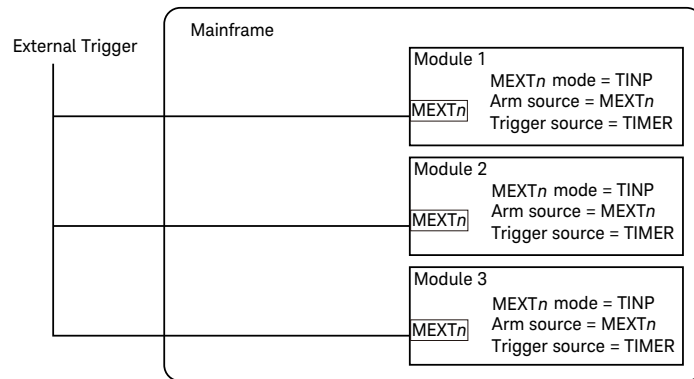 External Trigger
Mainframe
Module 1
MEXTn mode = TINP
MEXTn
Arm source = MEXTn
Trigger source = TIMER
Module 2
MEXTn mode = TINP
MEXTn
Arm source = MEXTn
Trigger source = TIMER
Module 3
MEXTn mode = TINP
MEXTn
Arm source = MEXTn
Trigger source = TIMER